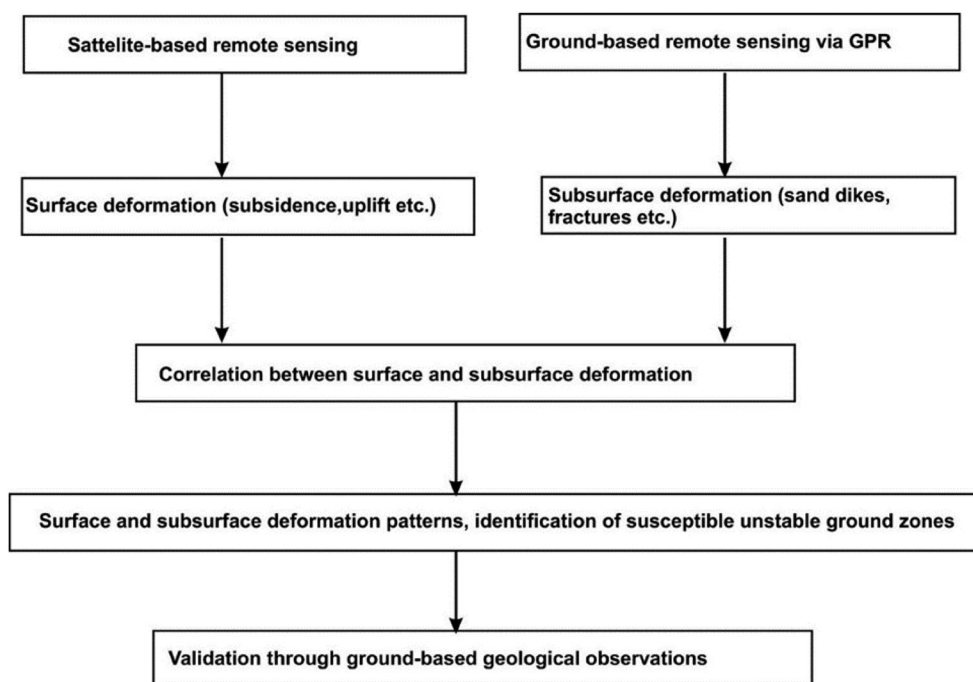 Sattelite-based remote sensing
Ground-based remote sensing via GPR
Surface deformation (subsidence,uplift etc.)
Subsurface deformation (sand dikes,
fractures etc.)
Correlation between surface and subsurface deformation
Surface and subsurface deformation patterns, identification of susceptible unstable ground zones
Validation through ground-based geological observations